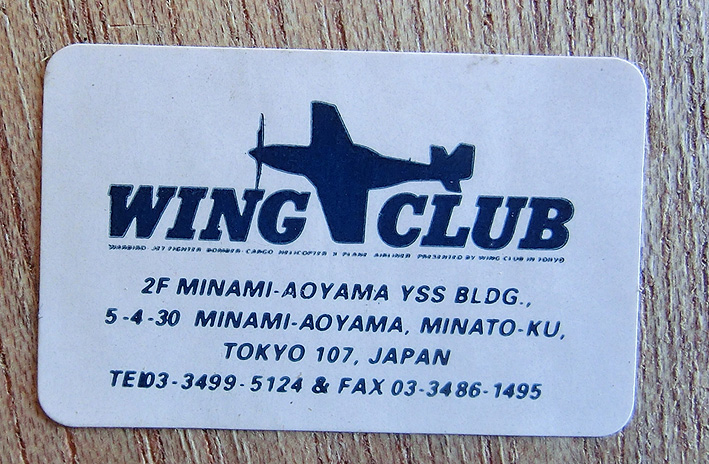 WING CLUB
WARBIRD JET FIGHTER BOMBER CARGO HELICOPTER X PLANE AIRLINER PRESENTED BY WING CLUB IN TOKYO
2F MINAMI-AOYAMA YSS BLDG.,
5-4-30 MINAMI-AOYAMA, MINATO-KU,
TOKYO 107, JAPAN
TEL03-3499-5124 & FAX 03-3486-1495